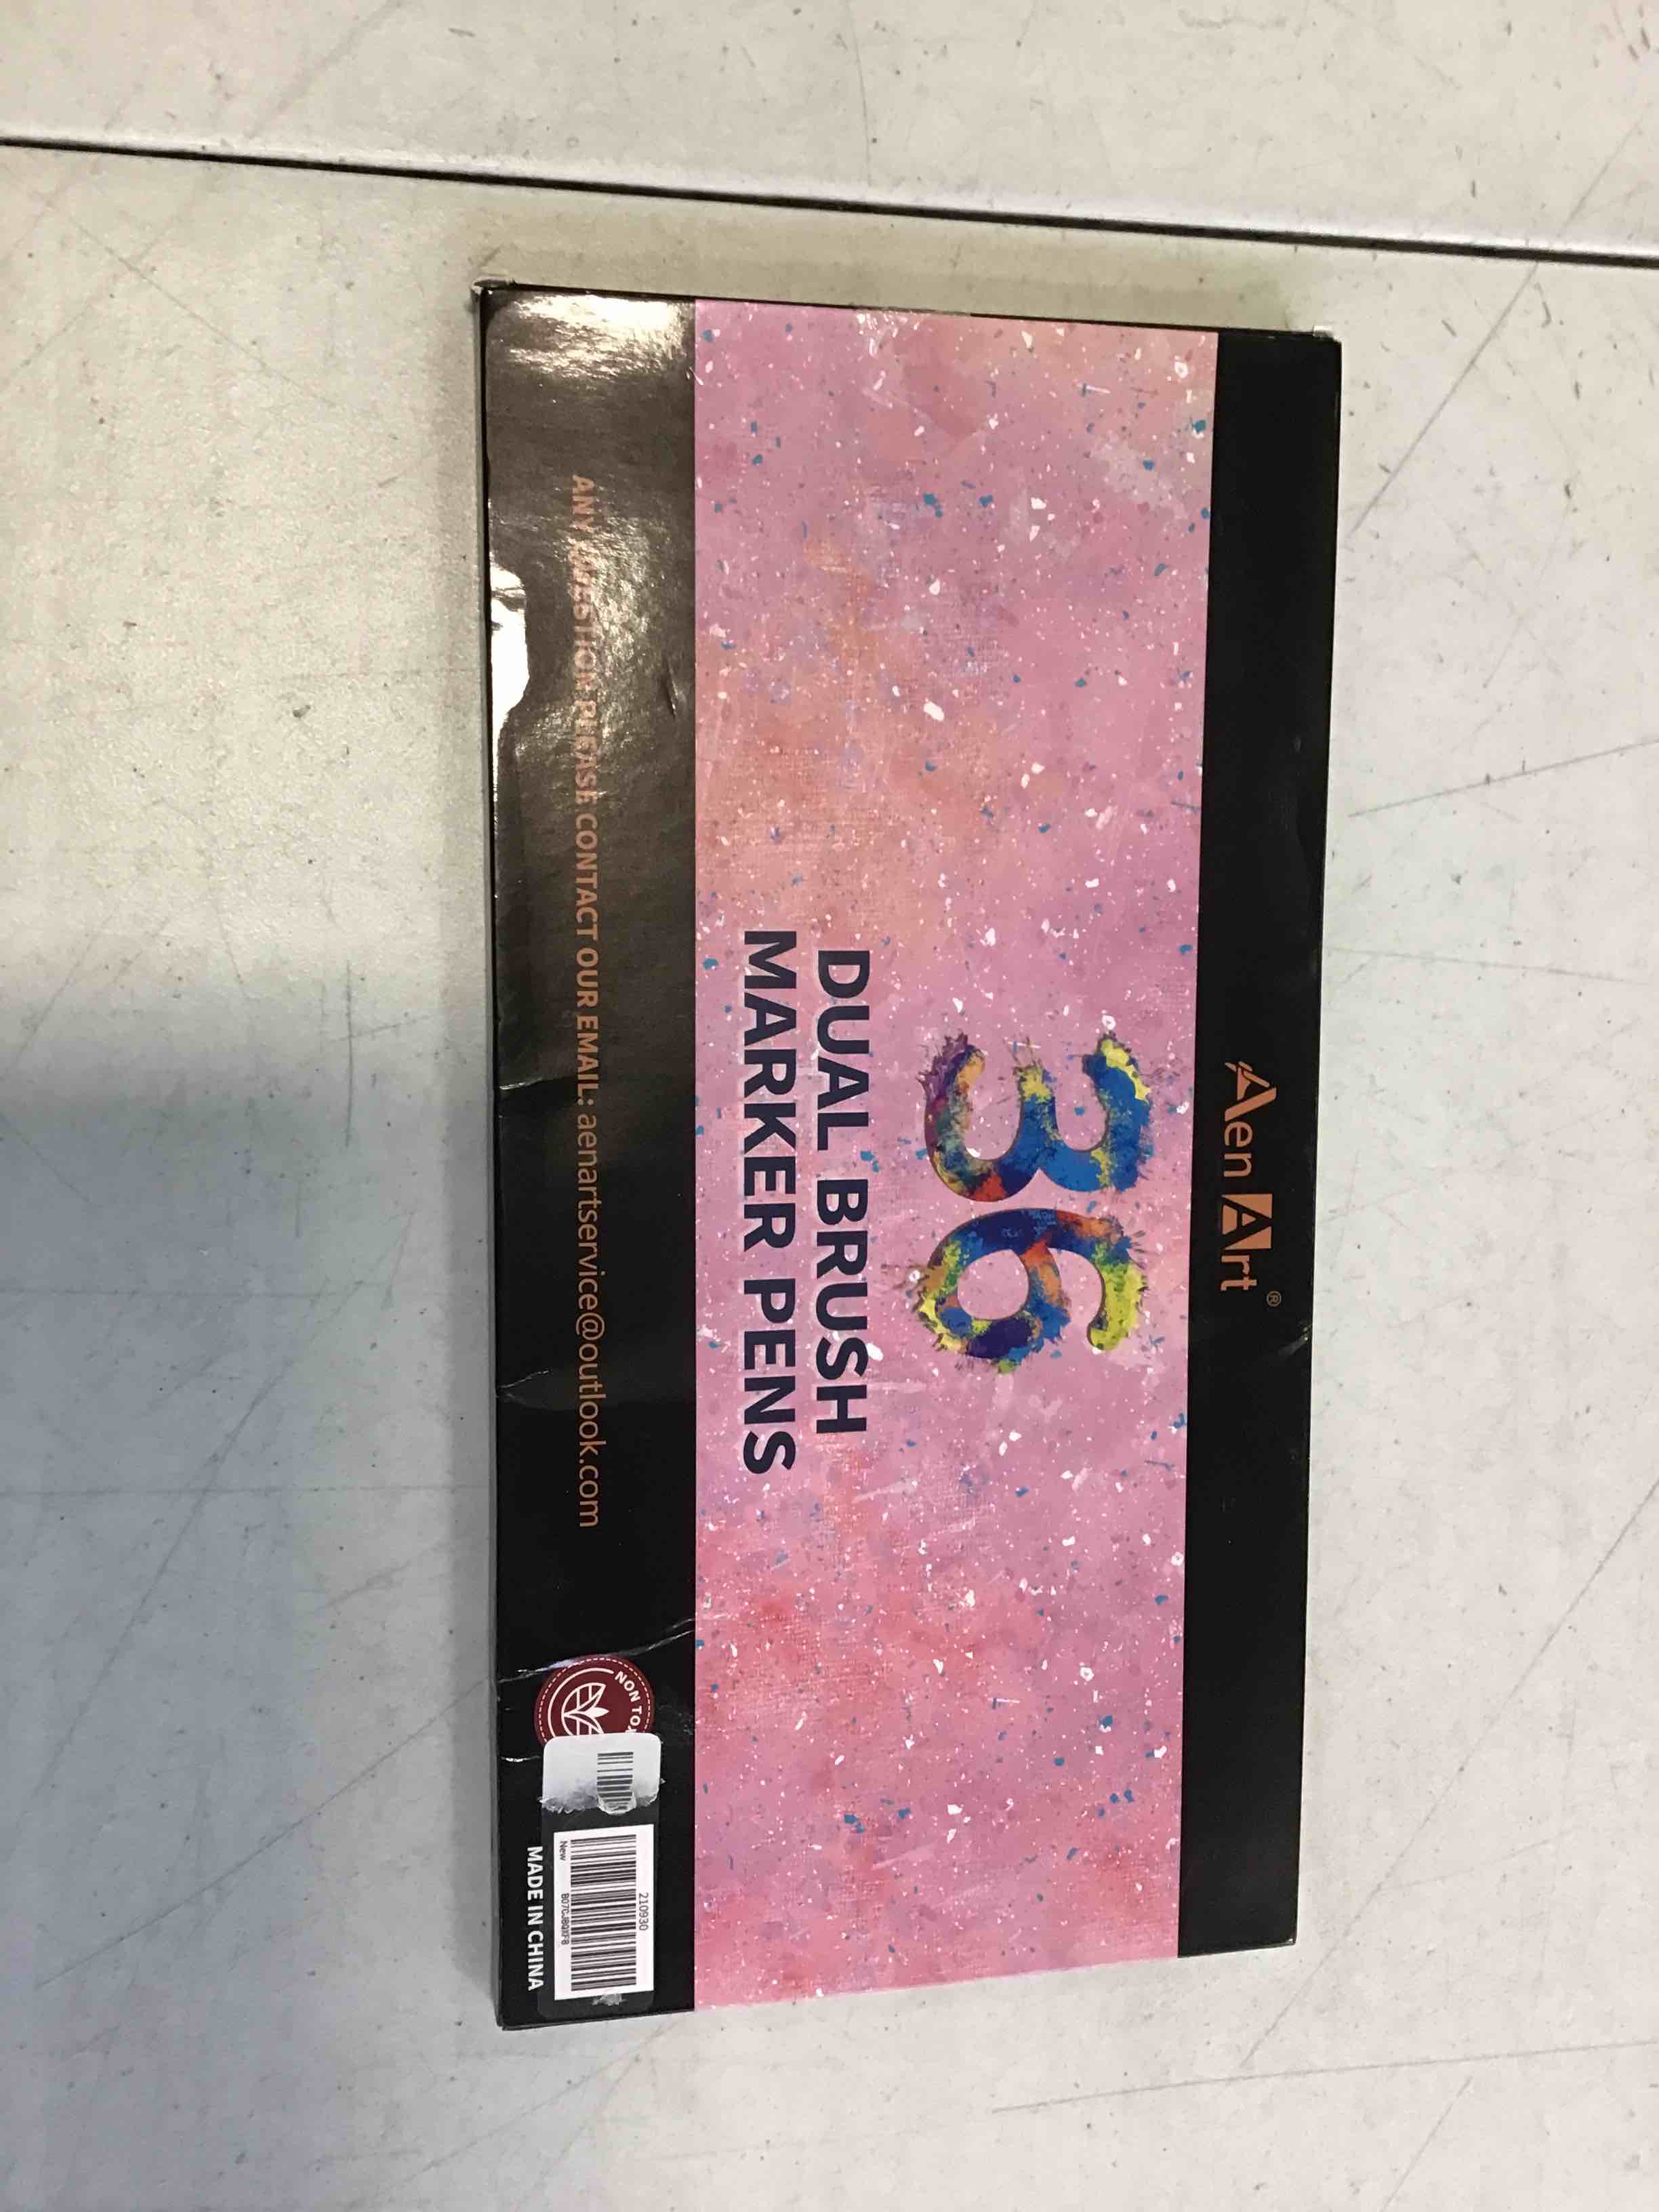 Aen Art ®
36
DUAL BRUSH
MARKER PENS
ANY QUESTION PLEASE CONTACT OUR EMAIL: aenartservice@outlook.com
NON
210930
New
MADE IN CHINA